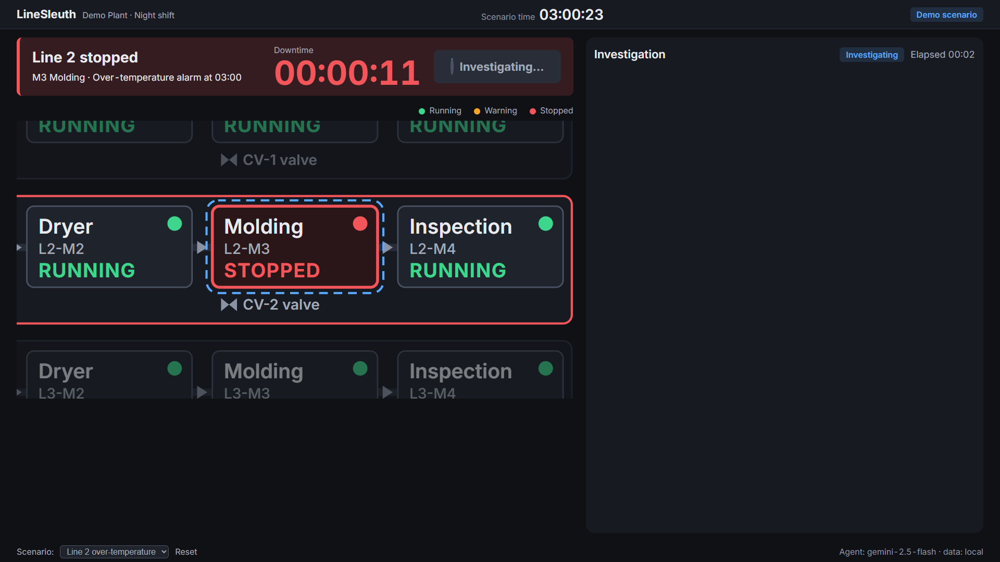 LineSleuth Demo Plant · Night shift
Scenario time 03:00:23
Demo scenario
Line 2 stopped
M3 Molding · Over-temperature alarm at 03:00
Downtime
00:00:11
Investigating...
Running Warning Stopped
RUNNING RUNNING RUNNING
CV-1 valve
Dryer Molding Inspection
L2-M2 L2-M3 L2-M4
RUNNING STOPPED RUNNING
CV-2 valve
Dryer Molding Inspection
L3-M2 L3-M3 L3-M4
Investigation
Investigating Elapsed 00:02
Scenario: Line 2 over-temperature Reset
Agent: gemini-2.5-flash · data: local